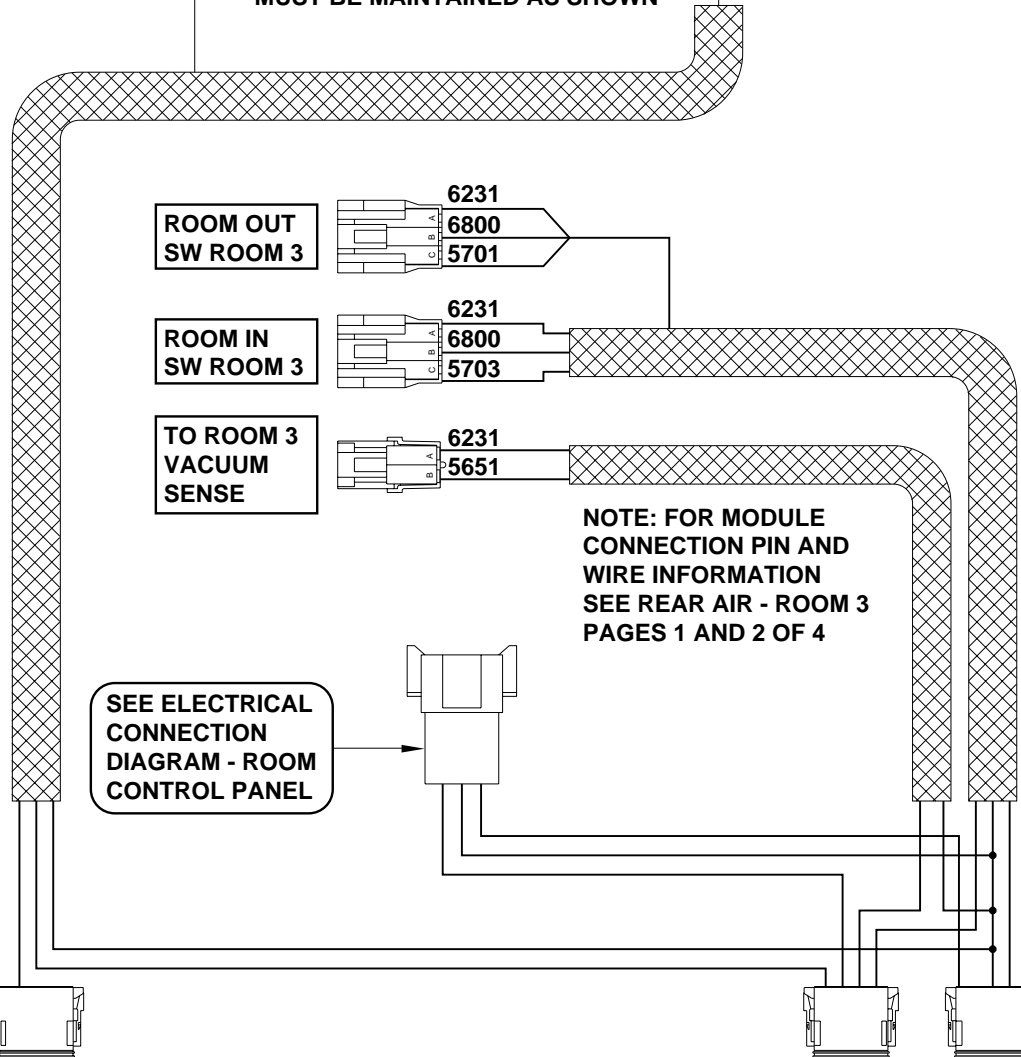 MUST BE MAINTAINED AS SHOWN
ROOM OUT
SW ROOM 3
A
B
C
6231
6800
5701
ROOM IN
SW ROOM 3
A
B
C
6231
6800
5703
TO ROOM 3
VACUUM
SENSE
A
B
6231
5651
NOTE: FOR MODULE
CONNECTION PIN AND
WIRE INFORMATION
SEE REAR AIR - ROOM 3
PAGES 1 AND 2 OF 4
SEE ELECTRICAL
CONNECTION
DIAGRAM - ROOM
CONTROL PANEL